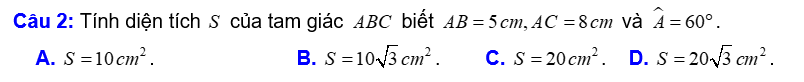 Câu 2: Tính diện tích S của tam giác ABC biết AB = 5 cm, AC = 8 cm và Â = 60°.
A. S = 10 cm². B. S = 10√3 cm². C. S = 20 cm². D. S = 20√3 cm².